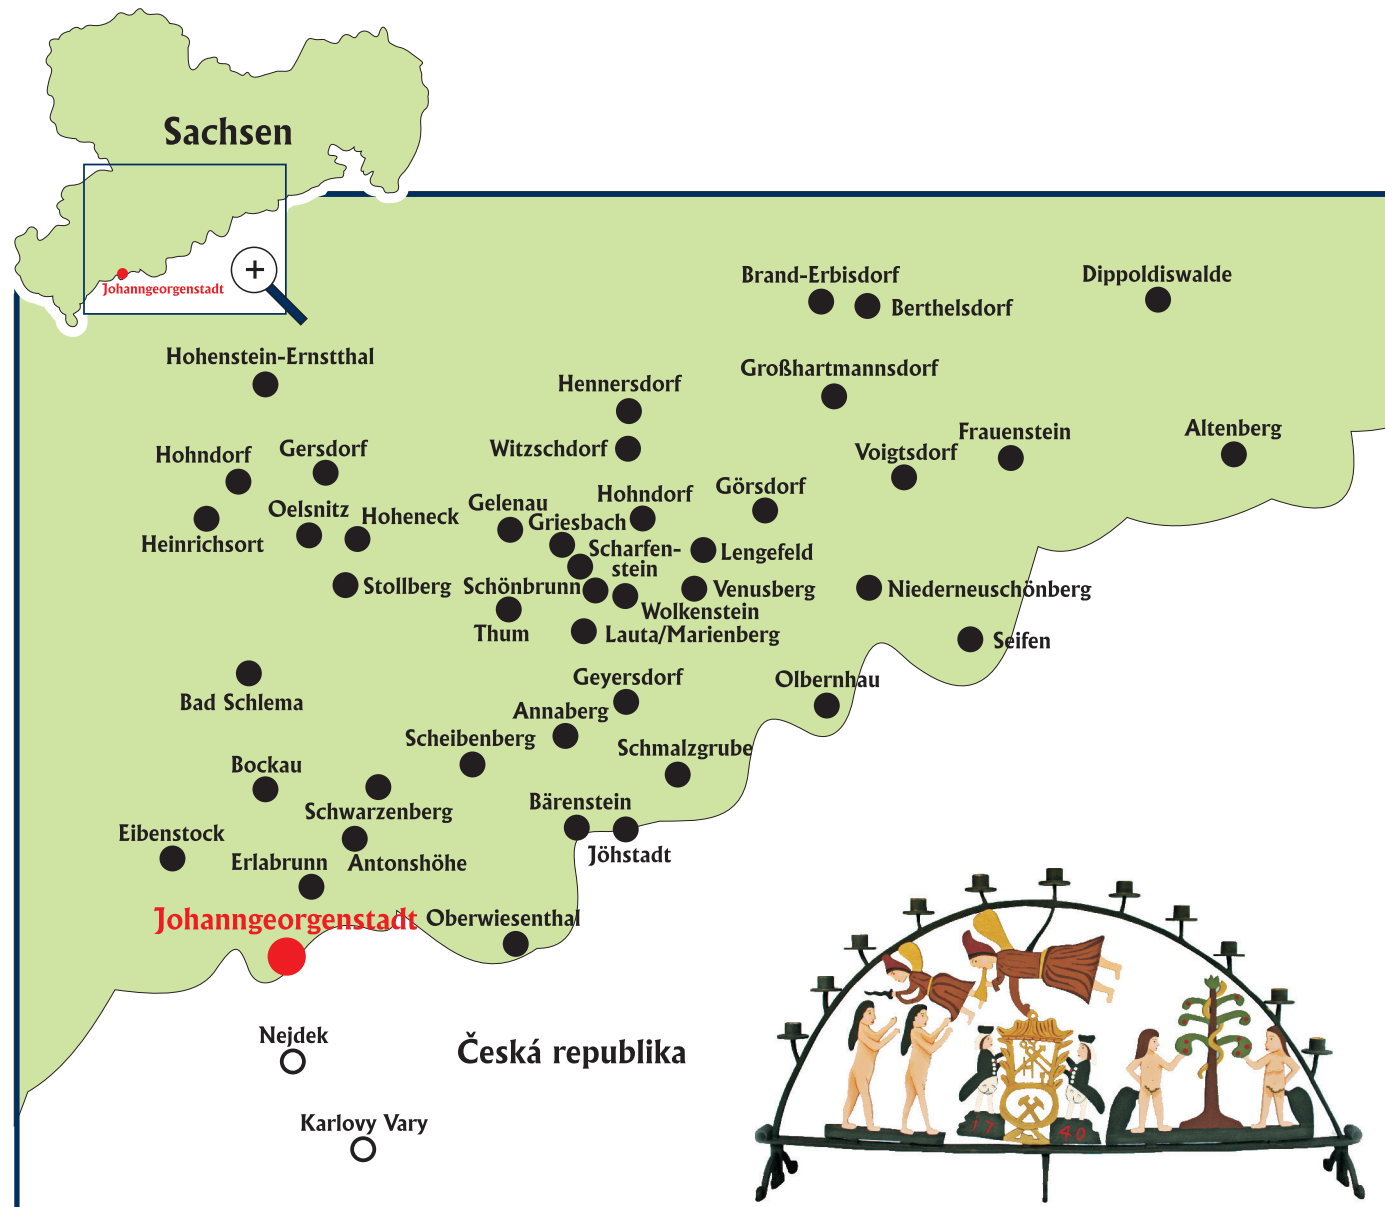 Sachsen
Johanngeorgenstadt
Brand-Erbisdorf
Dippoldiswalde
Berthelsdorf
Hohenstein-Ernstthal
Großhartmannsdorf
Hennersdorf
Altenberg
Frauenstein
Witzschdorf
Gersdorf
Voigtsdorf
Hohndorf
Görsdorf
Hohndorf
Gelenau
Oelsnitz
Hoheneck
Griesbach
Heinrichsort
Scharfen-
stein
Lengefeld
Stollberg
Schönbrunn
Venusberg
Niederneuschönberg
Wolkenstein
Thum
Lauta/Marienberg
Seifen
Geyersdorf
Olbernhau
Bad Schlema
Annaberg
Scheibenberg
Schmalzgrube
Bockau
Bärenstein
Schwarzenberg
Eibenstock
Jöhstadt
Erlabrunn
Antonshöhe
Johanngeorgenstadt
Oberwiesenthal
Nejdek
Česká republika
Karlovy Vary
17 40